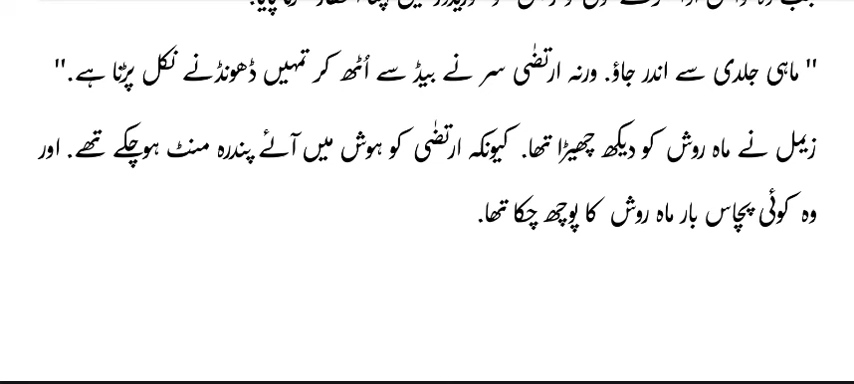 " ماہی جلدی سے اندر جاؤ. ورنہ ارتضٰی سر نے بیڈ سے اُٹھ کر تمہیں ڈھونڈنے نکل پڑنا ہے."
زیمل نے ماہ روش کو دیکھ چھیڑا تھا. کیونکہ ارتضٰی کو ہوش میں آئے پندرہ منٹ ہوچکے تھے. اور
وہ کوئی پچاس بار ماہ روش کا پوچھ چکا تھا.